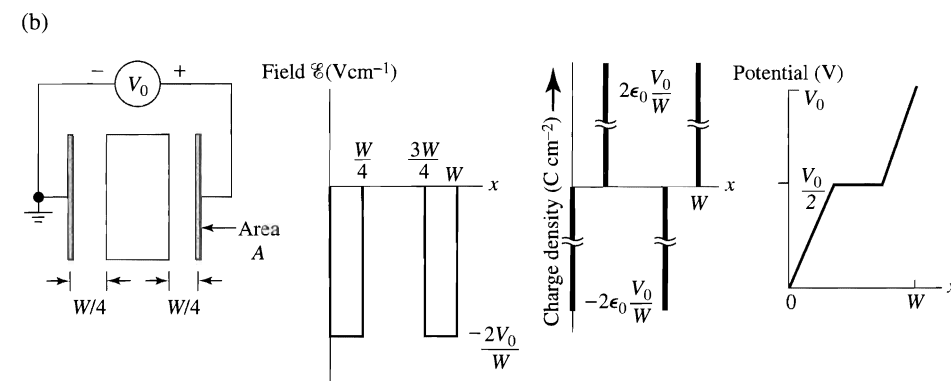 (b)
− V₀ +
Area
A
W/4
W/4
Field ℰ(Vcm⁻¹)
W/4
3W/4
W
x
−2V₀/W
Charge density (C cm⁻²)
2ϵ₀ V₀/W
x
W
−2ϵ₀ V₀/W
Potential (V)
V₀
V₀/2
0
W